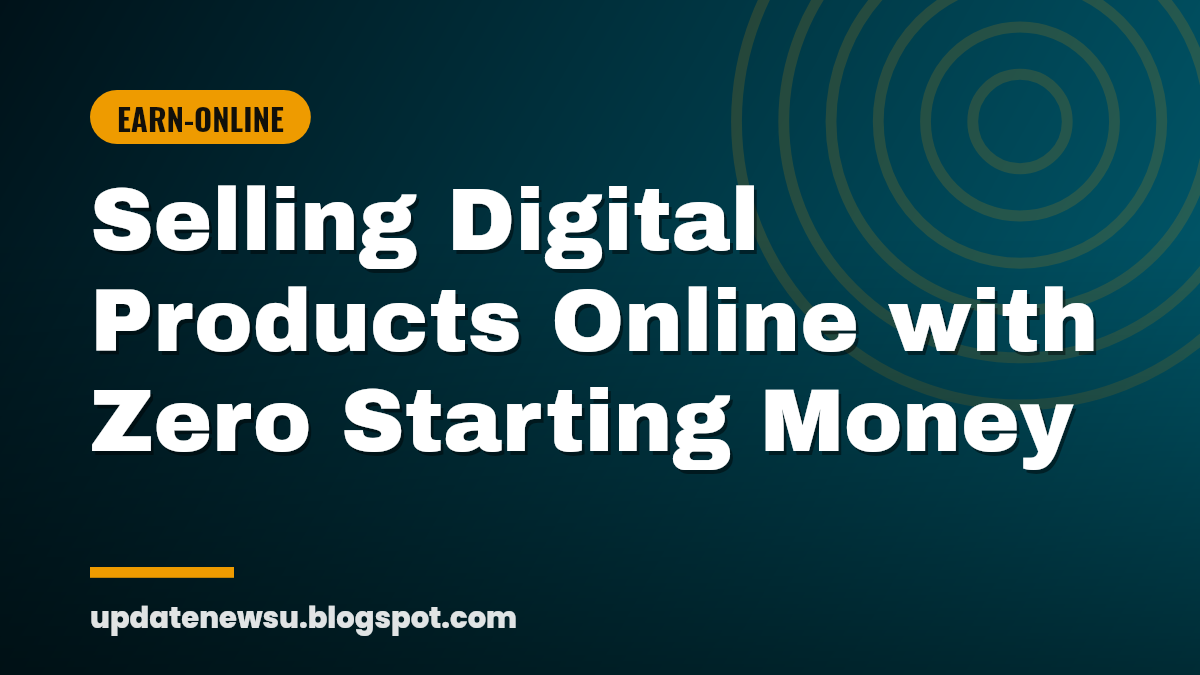 EARN-ONLINE
Selling Digital
Products Online with
Zero Starting Money
updatenewsu.blogspot.com